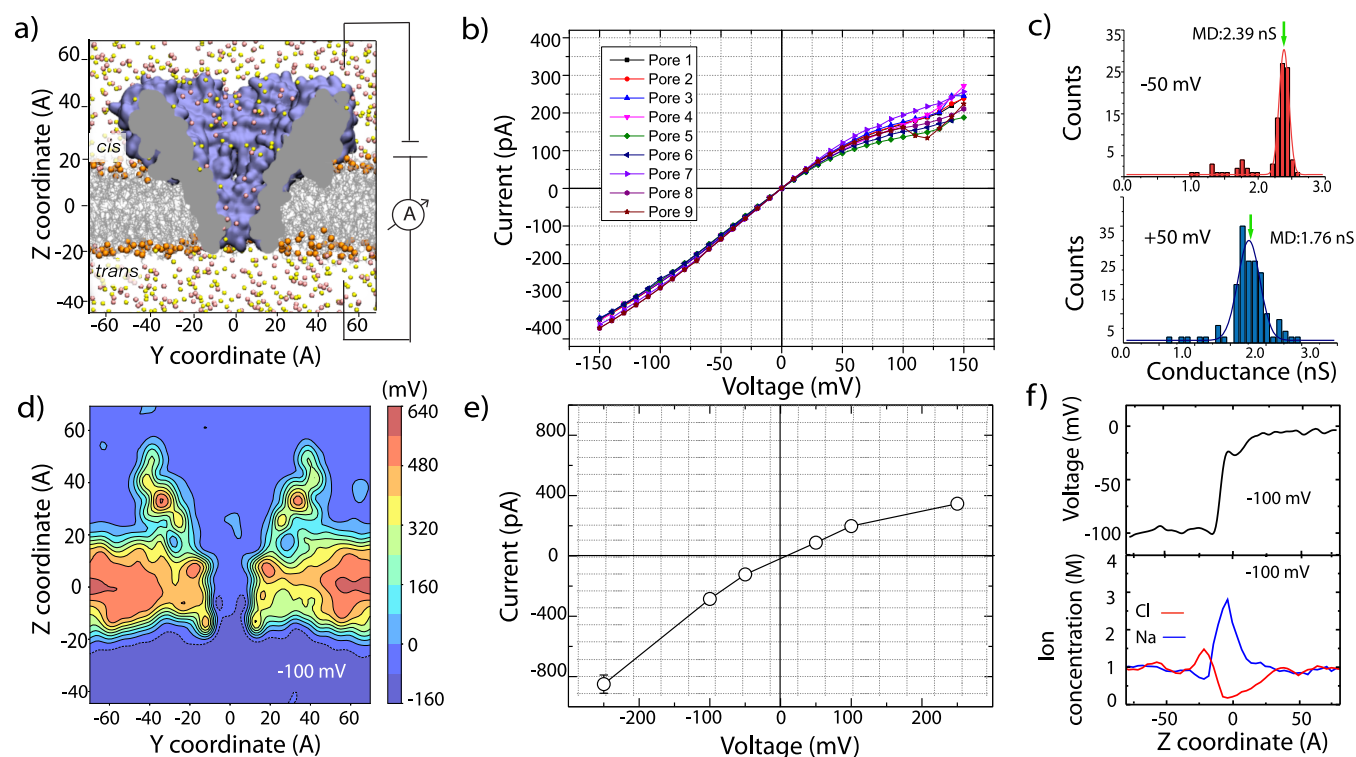 a)
Z coordinate (A)
60
40
20
0
-20
-40
cis
trans
A
-60
-40
-20
0
20
40
60
Y coordinate (A)
b)
Current (pA)
400
300
200
100
0
-100
-200
-300
-400
Pore 1
Pore 2
Pore 3
Pore 4
Pore 5
Pore 6
Pore 7
Pore 8
Pore 9
-150
-100
-50
0
50
100
150
Voltage (mV)
c)
MD:2.39 nS
-50 mV
Counts
35
25
15
5
0.0
1.0
2.0
3.0
+50 mV
MD:1.76 nS
Counts
35
25
15
5
0.0
1.0
2.0
3.0
Conductance (nS)
d)
(mV)
640
480
320
160
0
-160
Z coordinate (A)
60
40
20
0
-20
-40
-100 mV
-60
-40
-20
0
20
40
60
Y coordinate (A)
e)
Current (pA)
800
400
0
-400
-800
-200
-100
0
100
200
Voltage (mV)
f)
Voltage (mV)
0
-50
-100
-100 mV
Ion
concentration (M)
4
3
2
1
0
-100 mV
Cl
Na
-50
0
50
Z coordinate (A)